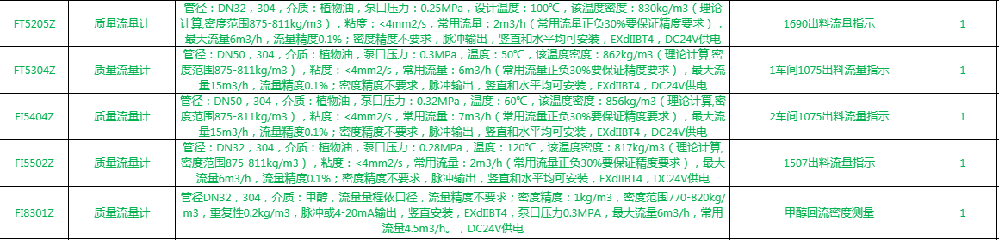 FT5205Z 质量流量计 管径：DN32，304，介质：植物油，泵口压力：0.25MPa，设计温度：100℃，该温度密度：830kg/m3（理论
计算,密度范围875-811kg/m3），粘度：<4mm2/s，常用流量：2m3/h（常用流量正负30%要保证精度要求），
最大流量6m3/h，流量精度0.1%；密度精度不要求，脉冲输出，竖直和水平均可安装，EXdIIBT4，DC24V供电 1690出料流量指示 1
FT5304Z 质量流量计 管径：DN50，304，介质：植物油，泵口压力：0.3MPa，温度：50℃，该温度密度：862kg/m3（理论计算,密
度范围875-811kg/m3），粘度：<4mm2/s，常用流量：6m3/h（常用流量正负30%要保证精度要求），最大流
量15m3/h，流量精度0.1%；密度精度不要求，脉冲输出，竖直和水平均可安装，EXdIIBT4，DC24V供电 1车间1075出料流量指示 1
FI5404Z 质量流量计 管径：DN50，304，介质：植物油，泵口压力：0.32MPa，温度：60℃，该温度密度：856kg/m3（理论计算,密
度范围875-811kg/m3），粘度：<4mm2/s，常用流量：7m3/h（常用流量正负30%要保证精度要求），最大流
量15m3/h，流量精度0.1%；密度精度不要求，脉冲输出，竖直和水平均可安装，EXdIIBT4，DC24V供电 2车间1075出料流量指示 1
FI5502Z 质量流量计 管径：DN32，304，介质：植物油，泵口压力：0.28MPa，温度：120℃，该温度密度：817kg/m3（理论计算,
密度范围875-811kg/m3），粘度：<4mm2/s，常用流量：2m3/h（常用流量正负30%要保证精度要求），最大
流量6m3/h，流量精度0.1%；密度精度不要求，脉冲输出，竖直和水平均可安装，EXdIIBT4，DC24V供电 1507出料流量指示 1
FI8301Z 质量流量计 管径DN32，304，介质：甲醇，流量量程依口径，流量精度不要求；密度精度：1kg/m3，密度范围770-820kg/
m3，重复性0.2kg/m3，脉冲或4-20mA输出，竖直安装，EXdIIBT4，泵口压力0.3MPA，最大流量6m3/h，常用
流量4.5m3/h。，DC24V供电 甲醇回流密度测量 1